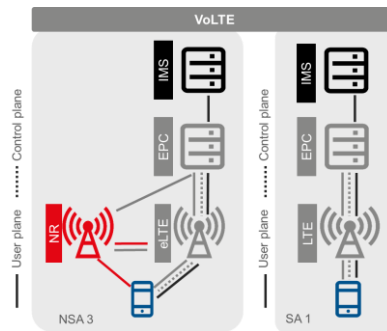 VoLTE
IMS
EPC
NR
eLTE
User plane
Control plane
NSA 3
IMS
EPC
LTE
User plane
Control plane
SA 1